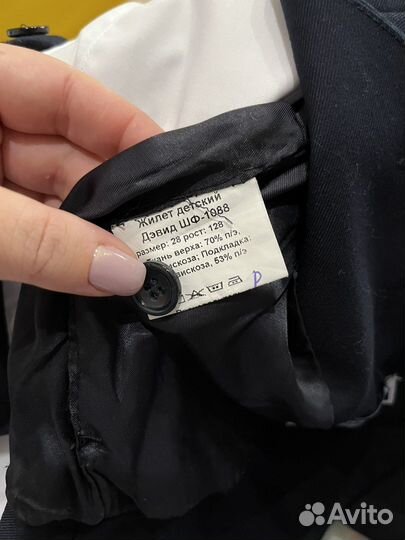 Жилет детский
Дэвид ШФ-1088
размер: 28 рост: 128
ткань верха: 70% п/э,
вискоза; Подкладка;
вискоза, 53% п/э
р
Avito